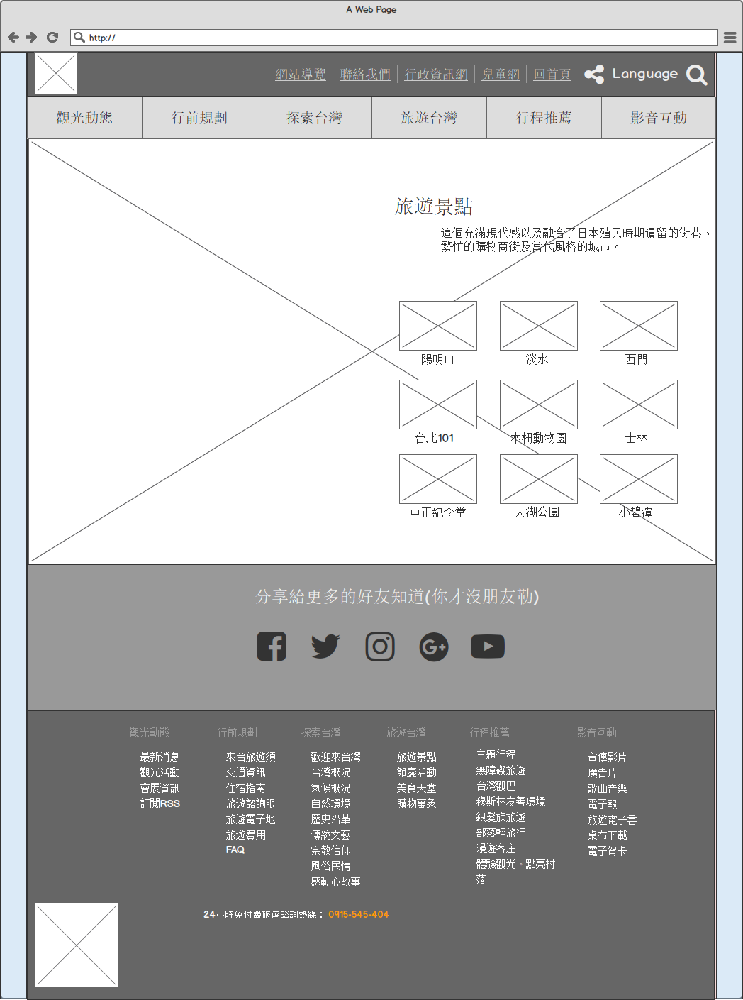 A Web Page
http://
網站導覽 聯絡我們 行政資訊網 兒童網 回首頁 Language
觀光動態 行前規劃 探索台灣 旅遊台灣 行程推薦 影音互動
旅遊景點
這個充滿現代感以及融合了日本殖民時期遺留的街巷、
繁忙的購物商街及當代風格的城市。
陽明山 淡水 西門
台北101 木柵動物園 士林
中正紀念堂 大湖公園 小碧潭
分享給更多的好友知道(你才沒朋友勒)
觀光動態
最新消息
觀光活動
會展資訊
訂閱RSS
行前規劃
來台旅遊須
交通資訊
住宿指南
旅遊諮詢服
旅遊電子地
旅遊費用
FAQ
探索台灣
歡迎來台灣
台灣概況
氣候概況
自然環境
歷史沿革
傳統文藝
宗教信仰
風俗民情
感動心故事
旅遊台灣
旅遊景點
節慶活動
美食天堂
購物萬象
行程推薦
主題行程
無障礙旅遊
台灣觀巴
穆斯林友善環境
銀髮族旅遊
部落輕旅行
漫遊客庄
體驗觀光。點亮村
落
影音互動
宣傳影片
廣告片
歌曲音樂
電子報
旅遊電子書
桌布下載
電子賀卡
24小時免付費旅遊諮詢熱線： 0915-545-404